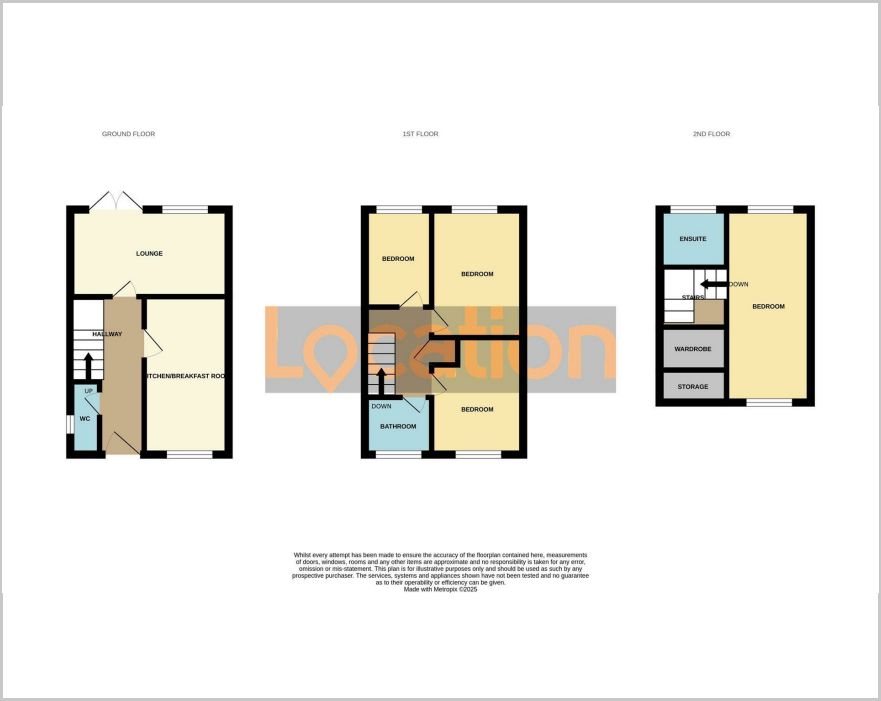 GROUND FLOOR
1ST FLOOR
2ND FLOOR
LOUNGE
HALLWAY
KITCHEN/BREAKFAST ROOM
UP
WC
BEDROOM
BEDROOM
DOWN
BATHROOM
BEDROOM
ENSUITE
STAIRS
DOWN
BEDROOM
WARDROBE
STORAGE
Location
Whilst every attempt has been made to ensure the accuracy of the floorplan contained here, measurements
of doors, windows, rooms and any other items are approximate and no responsibility is taken for any error,
omission or mis-statement. This plan is for illustrative purposes only and should be used as such by any
prospective purchaser. The services, systems and appliances shown have not been tested and no guarantee
as to their operability or efficiency can be given.
Made with Metropix ©2025